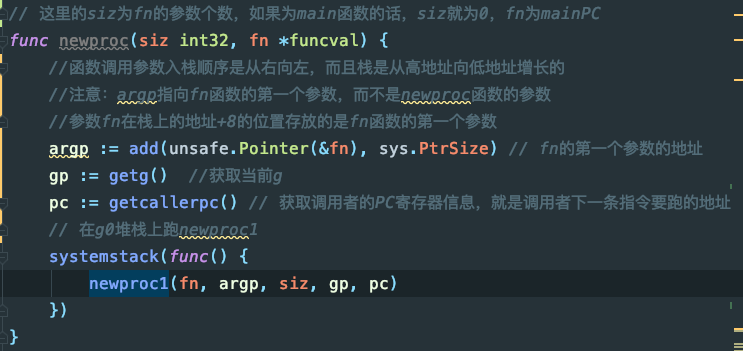 // 这里的siz为fn的参数个数，如果为main函数的话，siz就为0，fn为mainPC
func newproc(siz int32, fn *funcval) {
//函数调用参数入栈顺序是从右向左，而且栈是从高地址向低地址增长的
//注意：argp指向fn函数的第一个参数，而不是newproc函数的参数
//参数fn在栈上的地址+8的位置存放的是fn函数的第一个参数
argp := add(unsafe.Pointer(&fn), sys.PtrSize) // fn的第一个参数的地址
gp := getg() //获取当前g
pc := getcallerpc() // 获取调用者的PC寄存器信息，就是调用者下一条指令要跑的地址
// 在g0堆栈上跑newproc1
systemstack(func() {
newproc1(fn, argp, siz, gp, pc)
})
}